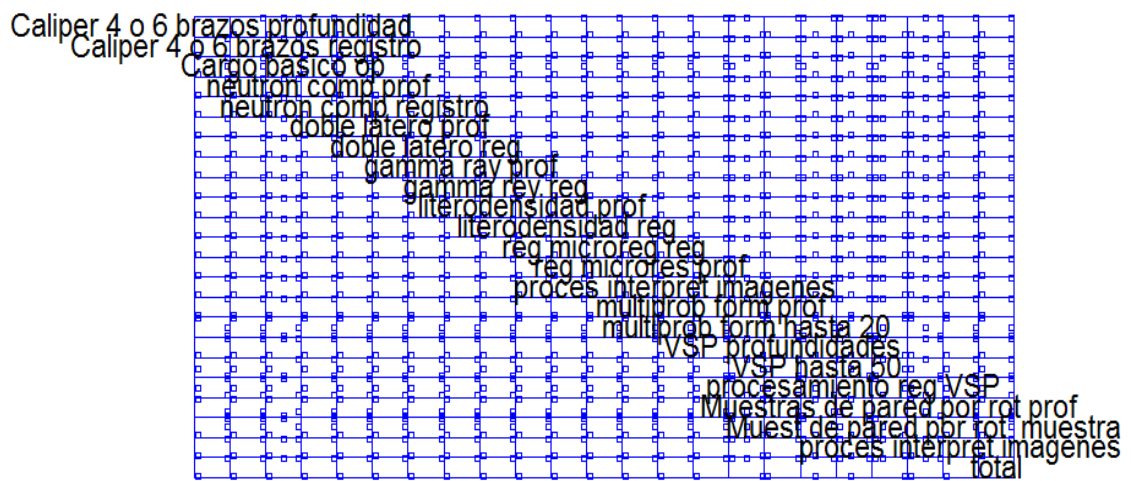 Caliper 4 o 6 brazos profundidad
Caliper 4 o 6 brazos registro
Cargo basico op
neutron comp prof
neutron comp registro
doble latero prof
doble latero reg
gamma ray prof
gamma rey reg
literodensidad prof
literodensidad reg
reg microreg reg
reg microres prof
proces interpret imagenes
multiprob form prof
multiprob form hasta 20
VSP profundidades
VSP hasta 50
procesamiento reg VSP
Muestras de pared por rot prof
Muest de pared por rot. muestra
proces interpret imagenes
total